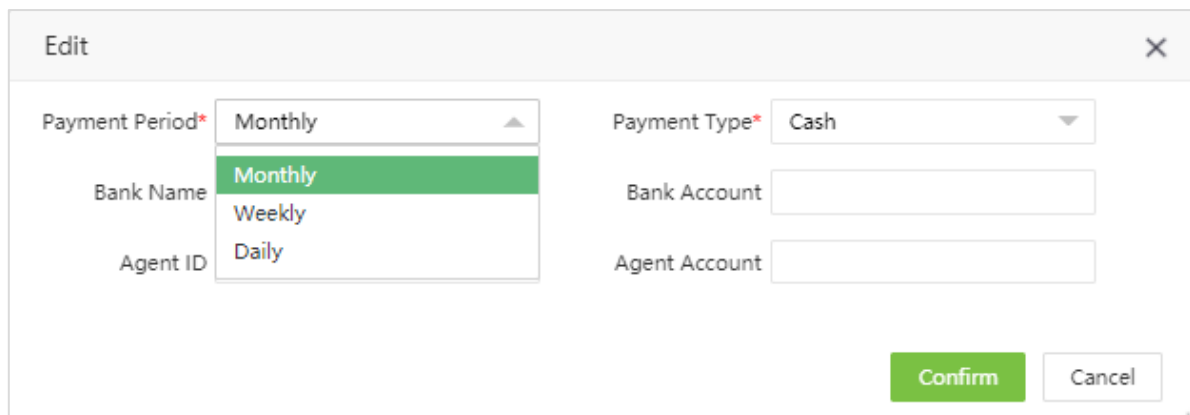 Edit
Payment Period* Monthly Payment Type* Cash
Monthly
Bank Name Bank Account
Weekly
Daily
Agent ID Agent Account
Confirm Cancel